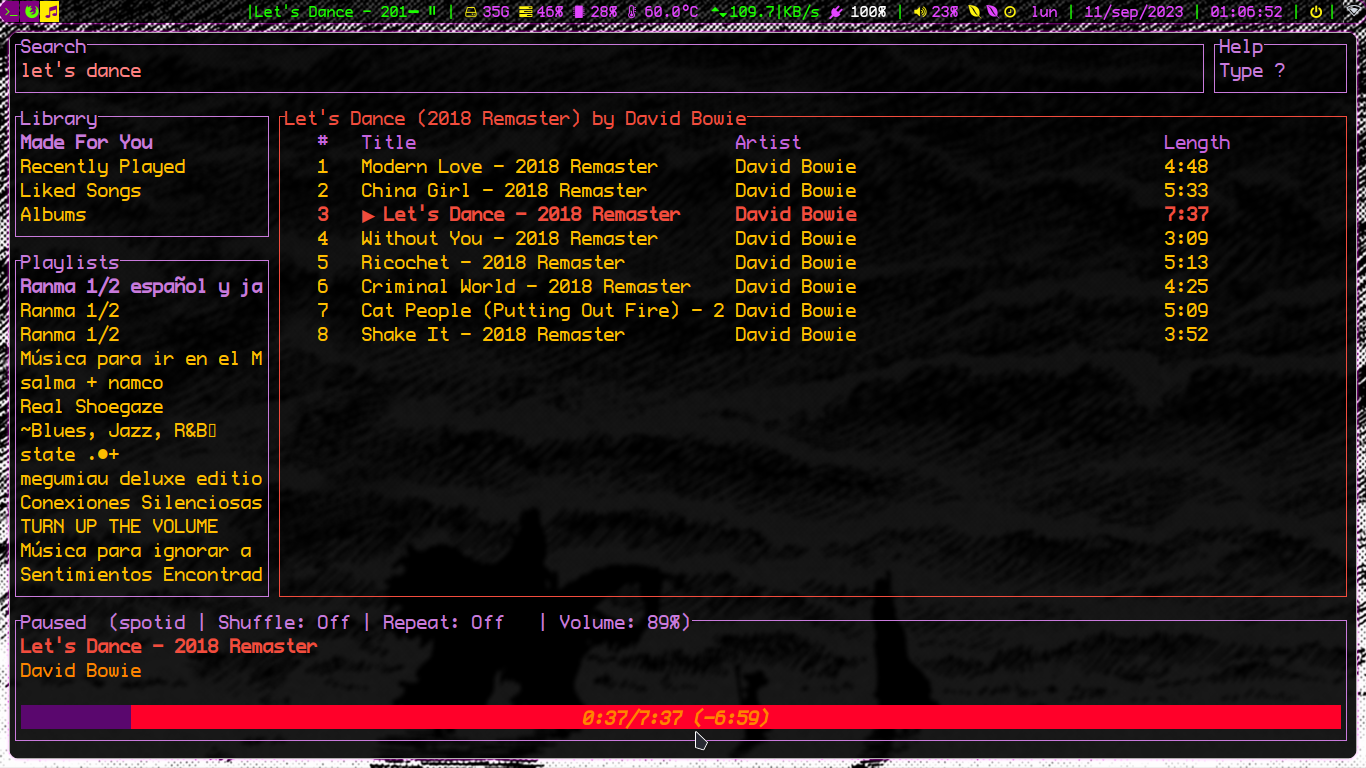 |Let's Dance - 201 | 35G 46% 28% 60.0°C 109.7|KB/s 100% | 23% lun | 11/sep/2023 | 01:06:52 |
Search
let's dance
Help
Type ?
Library
Made For You
Recently Played
Liked Songs
Albums
Playlists
Ranma 1/2 español y ja
Ranma 1/2
Ranma 1/2
Música para ir en el M
salma + namco
Real Shoegaze
~Blues, Jazz, R&B▯
state .●+
megumiau deluxe editio
Conexiones Silenciosas
TURN UP THE VOLUME
Música para ignorar a
Sentimientos Encontrad
Let's Dance (2018 Remaster) by David Bowie
# Title Artist Length
1 Modern Love - 2018 Remaster David Bowie 4:48
2 China Girl - 2018 Remaster David Bowie 5:33
3 ▶ Let's Dance - 2018 Remaster David Bowie 7:37
4 Without You - 2018 Remaster David Bowie 3:09
5 Ricochet - 2018 Remaster David Bowie 5:13
6 Criminal World - 2018 Remaster David Bowie 4:25
7 Cat People (Putting Out Fire) - 2 David Bowie 5:09
8 Shake It - 2018 Remaster David Bowie 3:52
Paused (spotid | Shuffle: Off | Repeat: Off | Volume: 89%)
Let's Dance - 2018 Remaster
David Bowie
0:37/7:37 (-6:59)